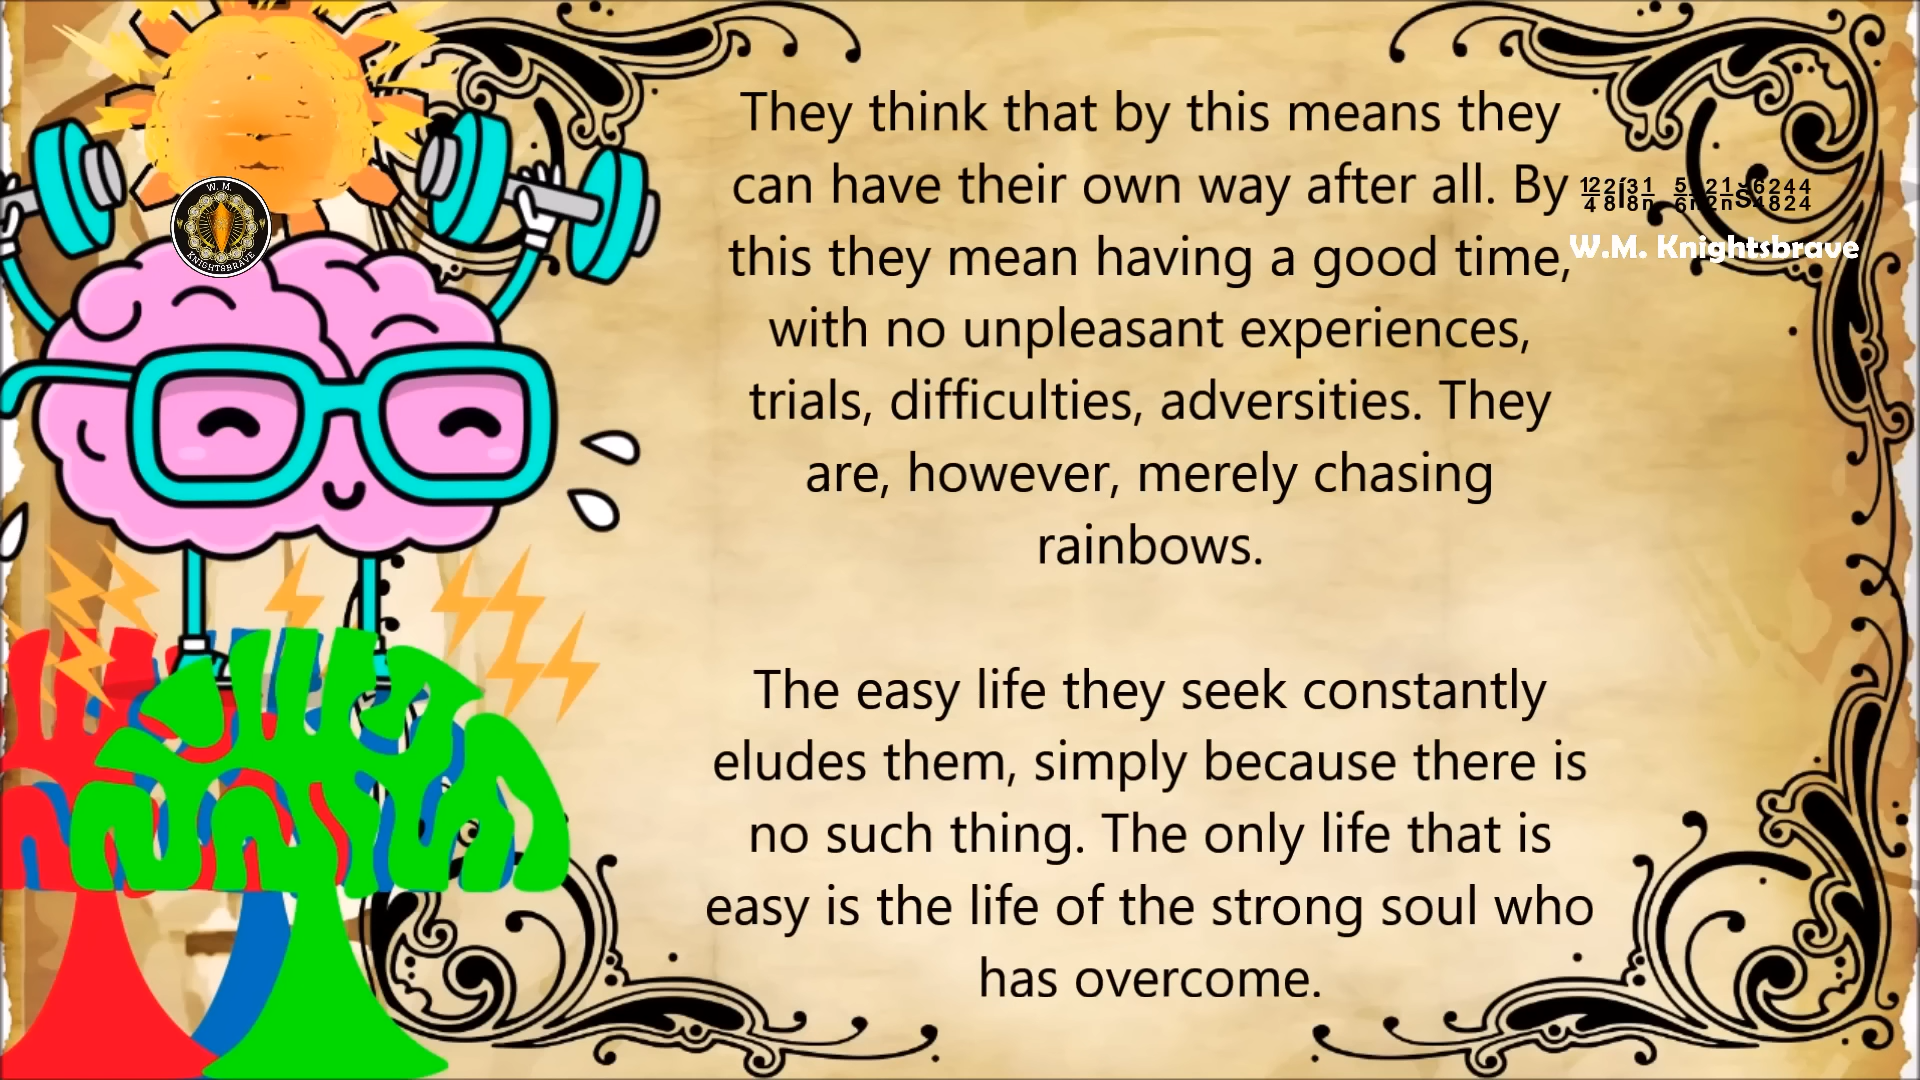 They think that by this means they
can have their own way after all. By
this they mean having a good time,
with no unpleasant experiences,
trials, difficulties, adversities. They
are, however, merely chasing
rainbows.
The easy life they seek constantly
eludes them, simply because there is
no such thing. The only life that is
easy is the life of the strong soul who
has overcome.
W.M. Knightsbrave
W. M.
KNIGHTSBRAVE